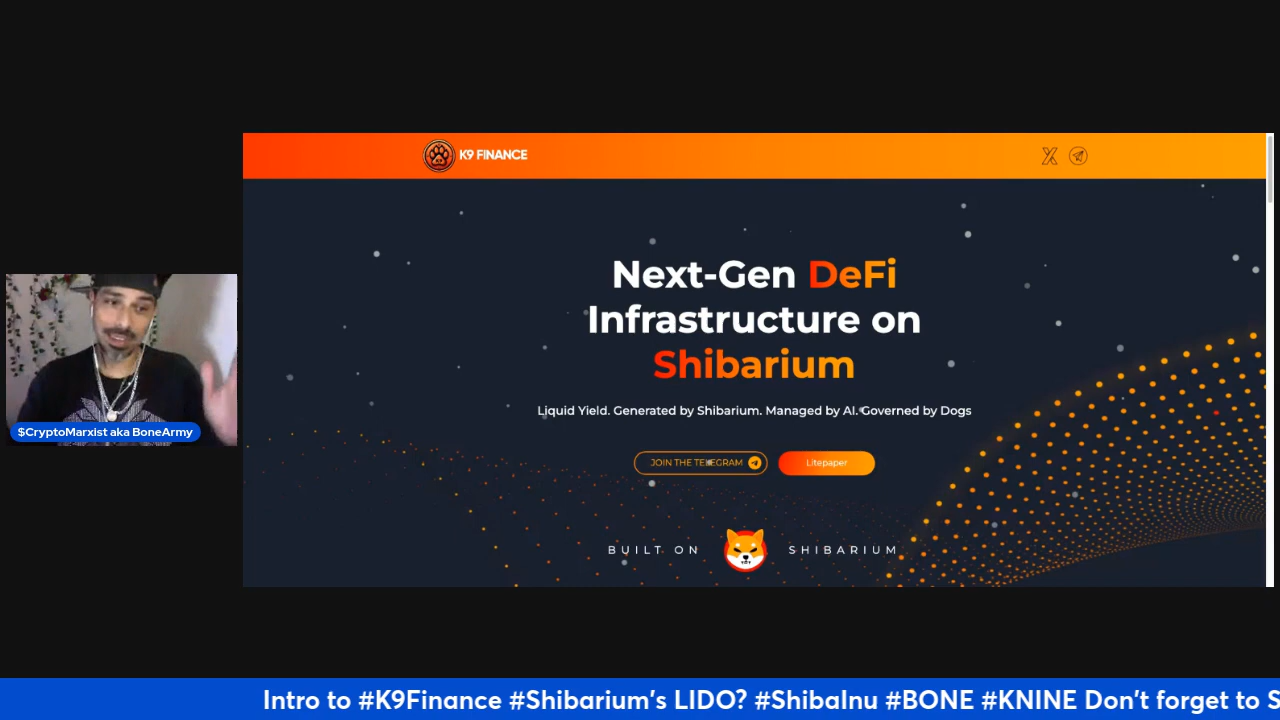 K9 FINANCE
Next-Gen DeFi
Infrastructure on
Shibarium
Liquid Yield. Generated by Shibarium. Managed by AI. Governed by Dogs
JOIN THE TELEGRAM
Litepaper
BUILT ON
SHIBARIUM
$CryptoMarxist aka BoneArmy
Intro to #K9Finance #Shibarium's LIDO? #ShibaInu #BONE #KNINE Don't forget to S